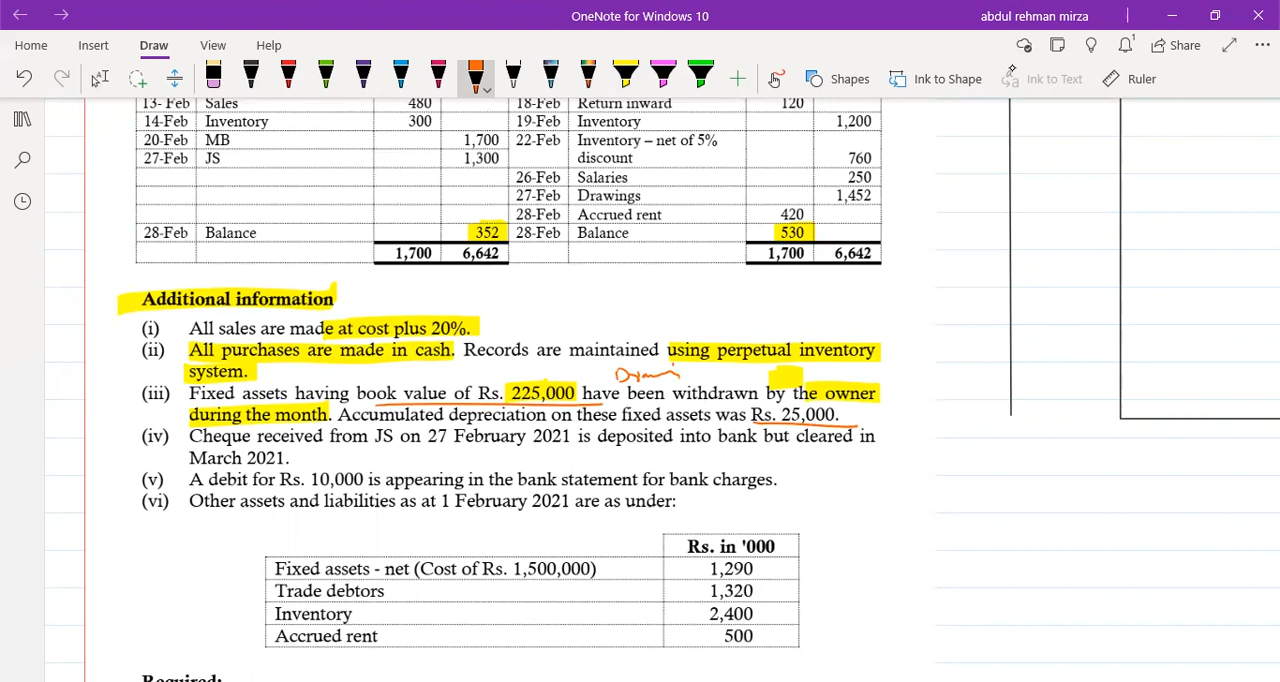 OneNote for Windows 10
abdul rehman mirza
Home Insert Draw View Help
Share
Shapes Ink to Shape Ink to Text Ruler
13- Feb Sales 480 18-Feb Return inward 120
14-Feb Inventory 300 19-Feb Inventory 1,200
20-Feb MB 1,700 22-Feb Inventory – net of 5%
27-Feb JS 1,300 discount 760
26-Feb Salaries 250
27-Feb Drawings 1,452
28-Feb Accrued rent 420
28-Feb Balance 352 28-Feb Balance 530
1,700 6,642 1,700 6,642
Additional information
(i) All sales are made at cost plus 20%.
(ii) All purchases are made in cash. Records are maintained using perpetual inventory
system.
(iii) Fixed assets having book value of Rs. 225,000 have been withdrawn by the owner
during the month. Accumulated depreciation on these fixed assets was Rs. 25,000.
(iv) Cheque received from JS on 27 February 2021 is deposited into bank but cleared in
March 2021.
(v) A debit for Rs. 10,000 is appearing in the bank statement for bank charges.
(vi) Other assets and liabilities as at 1 February 2021 are as under:
Rs. in '000
Fixed assets - net (Cost of Rs. 1,500,000) 1,290
Trade debtors 1,320
Inventory 2,400
Accrued rent 500
Required: